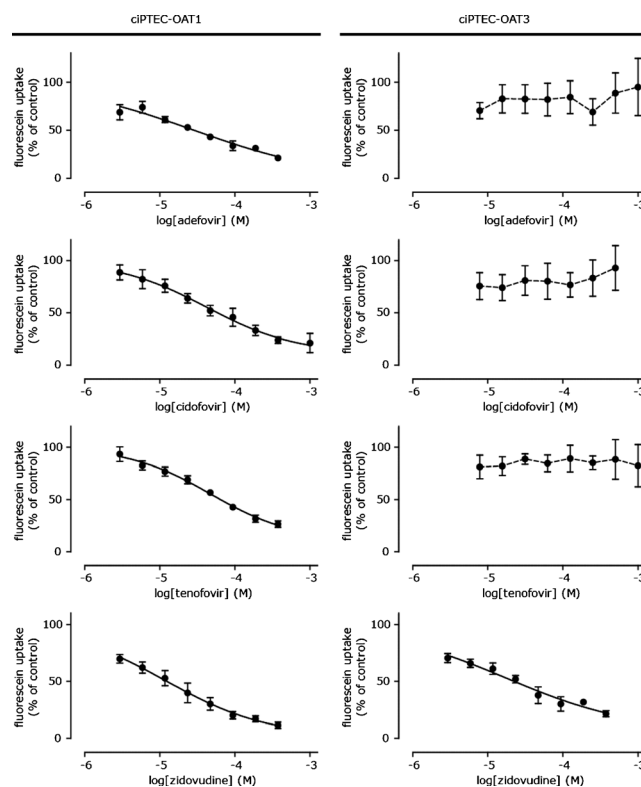 ciPTEC-OAT1
ciPTEC-OAT3
fluorescein uptake
(% of control)
100
50
0
-6
-5
-4
-3
log[adefovir] (M)
fluorescein uptake
(% of control)
100
50
0
-6
-5
-4
-3
log[adefovir] (M)
fluorescein uptake
(% of control)
100
50
0
-6
-5
-4
-3
log[cidofovir] (M)
fluorescein uptake
(% of control)
100
50
0
-6
-5
-4
-3
log[cidofovir] (M)
fluorescein uptake
(% of control)
100
50
0
-6
-5
-4
-3
log[tenofovir] (M)
fluorescein uptake
(% of control)
100
50
0
-6
-5
-4
-3
log[tenofovir] (M)
fluorescein uptake
(% of control)
100
50
0
-6
-5
-4
-3
log[zidovudine] (M)
fluorescein uptake
(% of control)
100
50
0
-6
-5
-4
-3
log[zidovudine] (M)